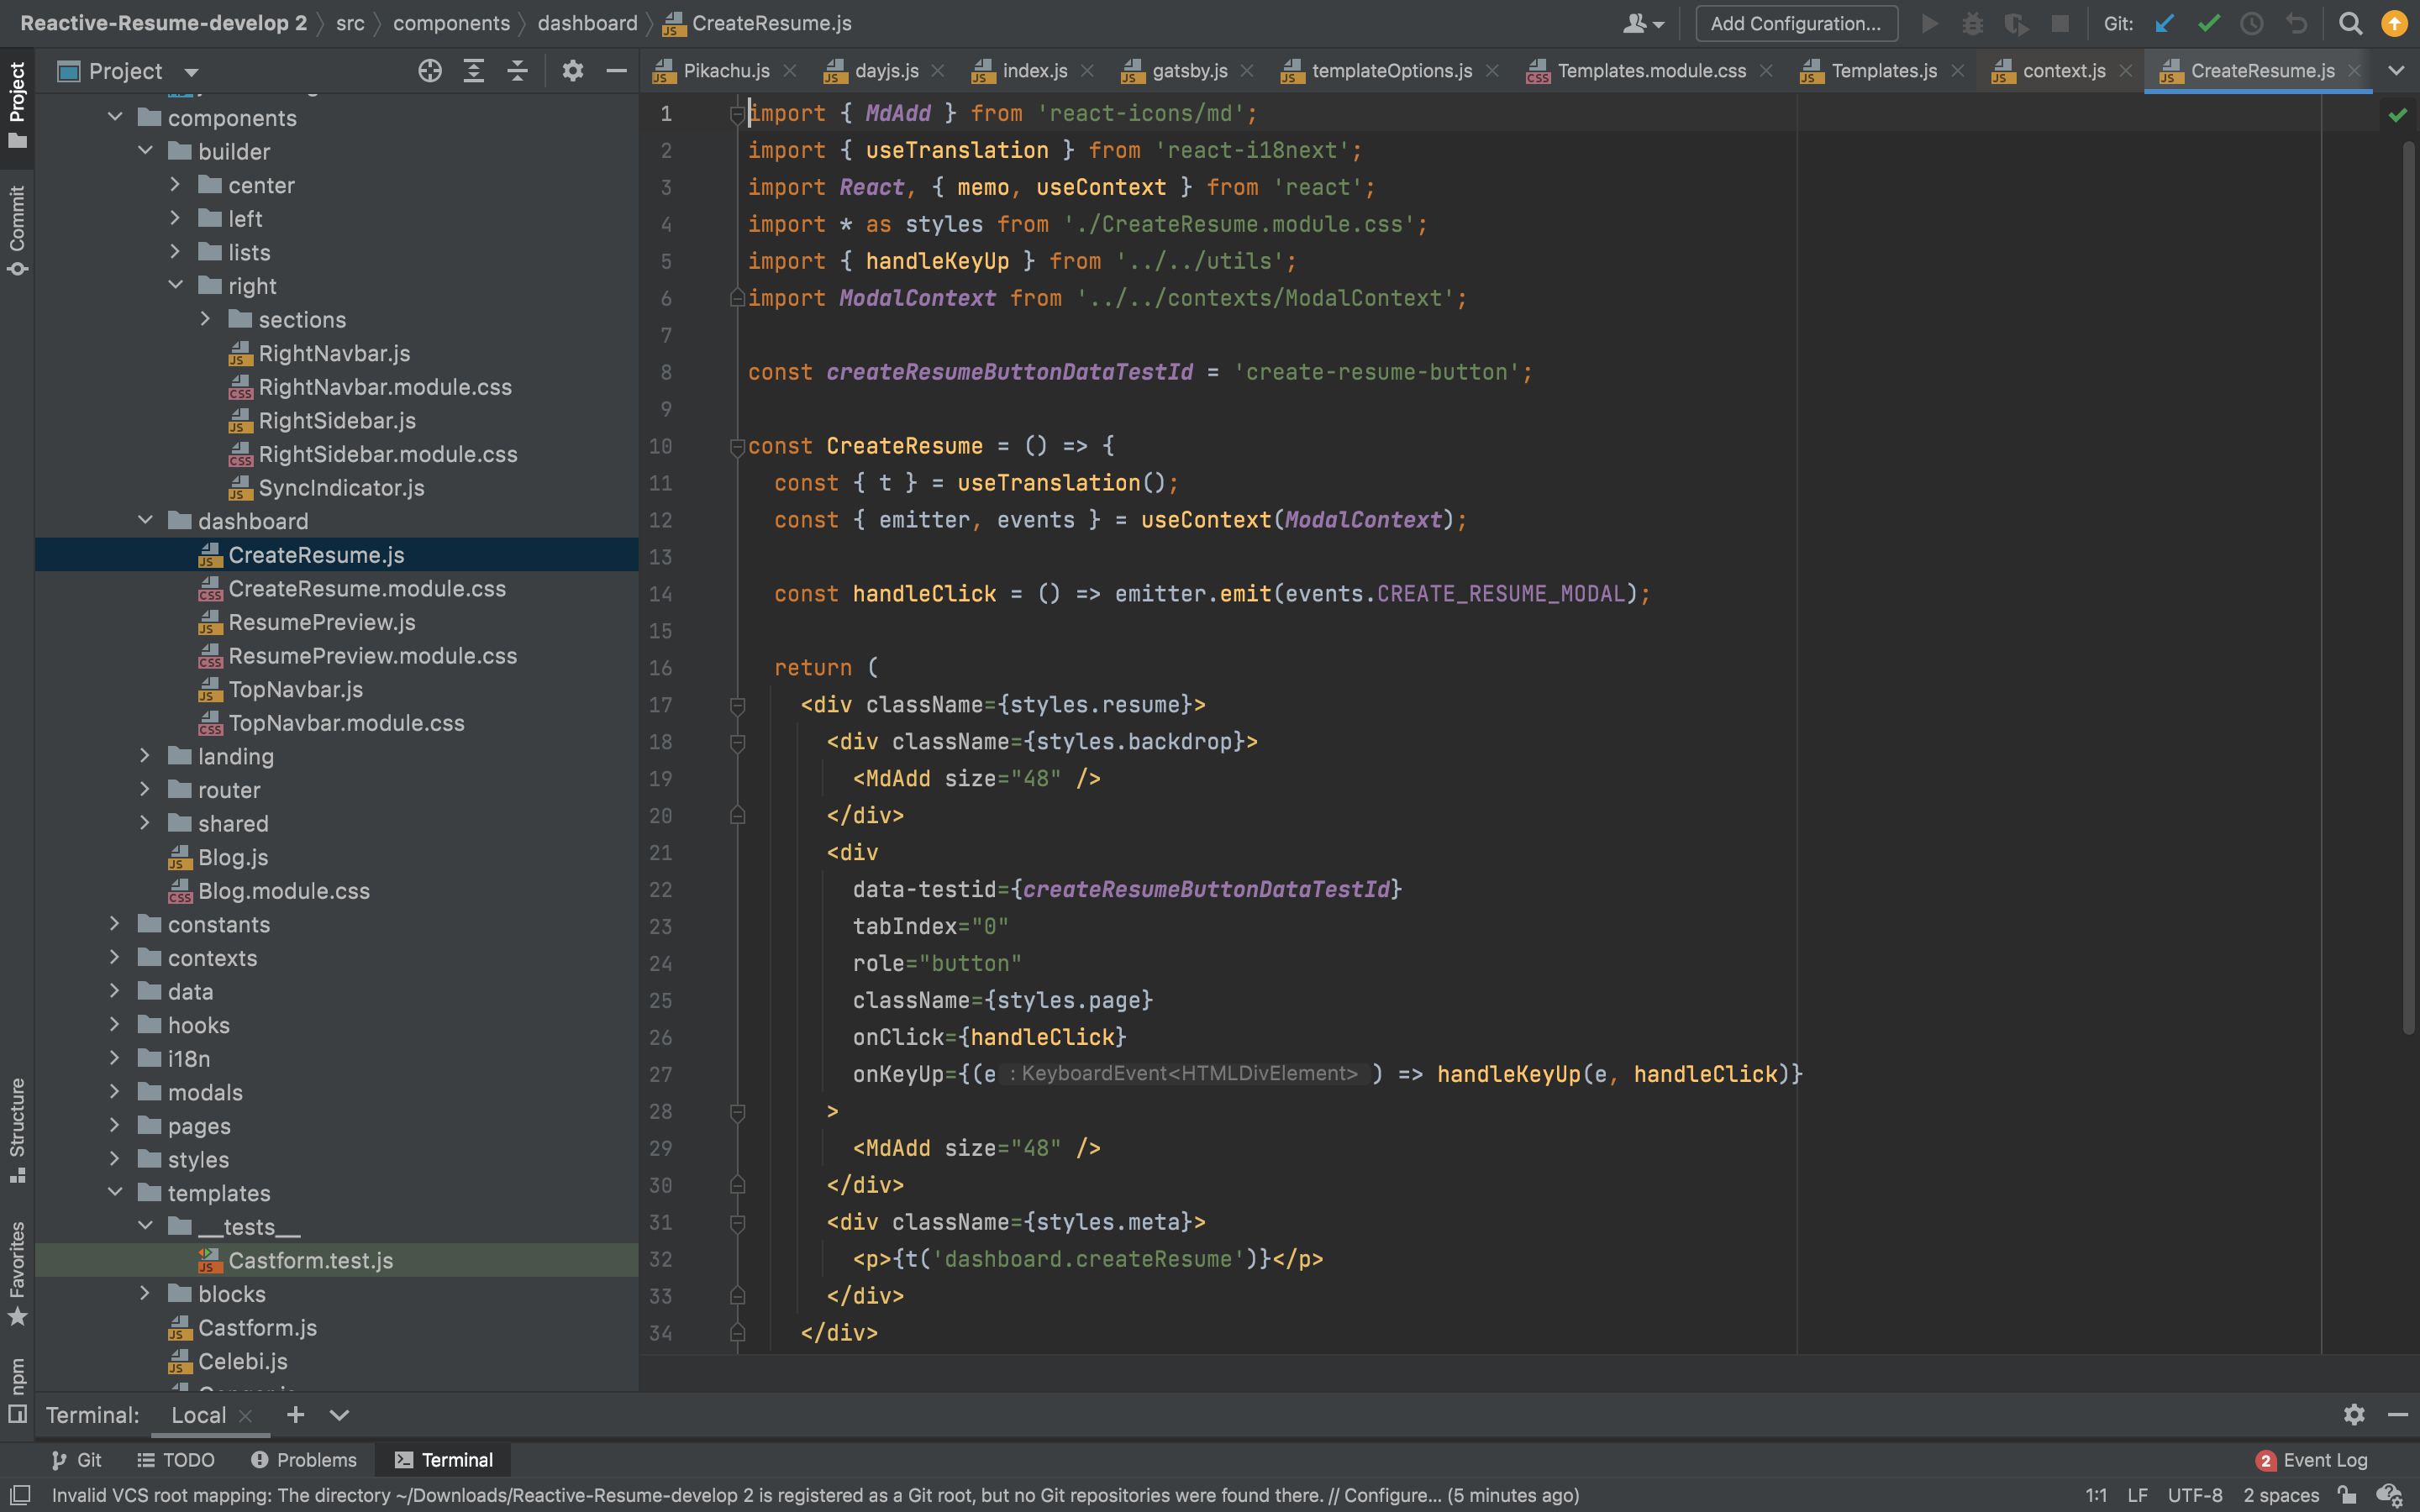 Reactive-Resume-develop 2 src components dashboard CreateResume.js Add Configuration... Git:
Project
Pikachu.js dayjs.js index.js gatsby.js templateOptions.js Templates.module.css Templates.js context.js CreateResume.js
Project
Commit
Structure
Favorites
npm
components
builder
center
left
lists
right
sections
RightNavbar.js
RightNavbar.module.css
RightSidebar.js
RightSidebar.module.css
SyncIndicator.js
dashboard
CreateResume.js
CreateResume.module.css
ResumePreview.js
ResumePreview.module.css
TopNavbar.js
TopNavbar.module.css
landing
router
shared
Blog.js
Blog.module.css
constants
contexts
data
hooks
i18n
modals
pages
styles
templates
__tests__
Castform.test.js
blocks
Castform.js
Celebi.js
1 import { MdAdd } from 'react-icons/md';
2 import { useTranslation } from 'react-i18next';
3 import React, { memo, useContext } from 'react';
4 import * as styles from './CreateResume.module.css';
5 import { handleKeyUp } from '../../utils';
6 import ModalContext from '../../contexts/ModalContext';
7
8 const createResumeButtonDataTestId = 'create-resume-button';
9
10 const CreateResume = () => {
11 const { t } = useTranslation();
12 const { emitter, events } = useContext(ModalContext);
13
14 const handleClick = () => emitter.emit(events.CREATE_RESUME_MODAL);
15
16 return (
17 <div className={styles.resume}>
18 <div className={styles.backdrop}>
19 <MdAdd size="48" />
20 </div>
21 <div
22 data-testid={createResumeButtonDataTestId}
23 tabIndex="0"
24 role="button"
25 className={styles.page}
26 onClick={handleClick}
27 onKeyUp={(e : KeyboardEvent<HTMLDivElement> ) => handleKeyUp(e, handleClick)}
28 >
29 <MdAdd size="48" />
30 </div>
31 <div className={styles.meta}>
32 <p>{t('dashboard.createResume')}</p>
33 </div>
34 </div>
Terminal: Local
Git TODO Problems Terminal 2 Event Log
Invalid VCS root mapping: The directory ~/Downloads/Reactive-Resume-develop 2 is registered as a Git root, but no Git repositories were found there. // Configure... (5 minutes ago) 1:1 LF UTF-8 2 spaces